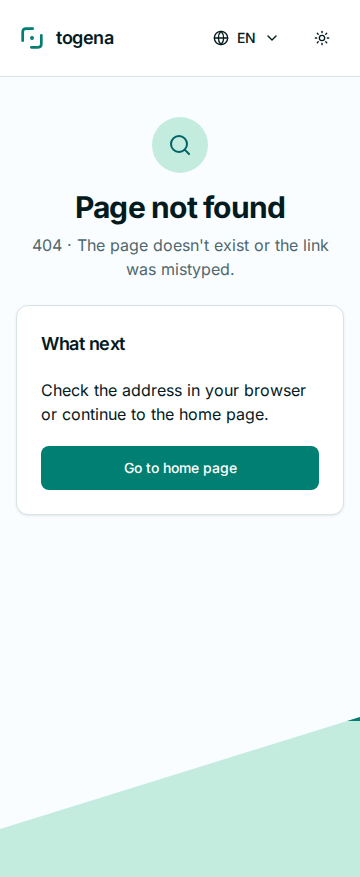 togena
EN
Page not found
404 · The page doesn't exist or the link
was mistyped.
What next
Check the address in your browser
or continue to the home page.
Go to home page